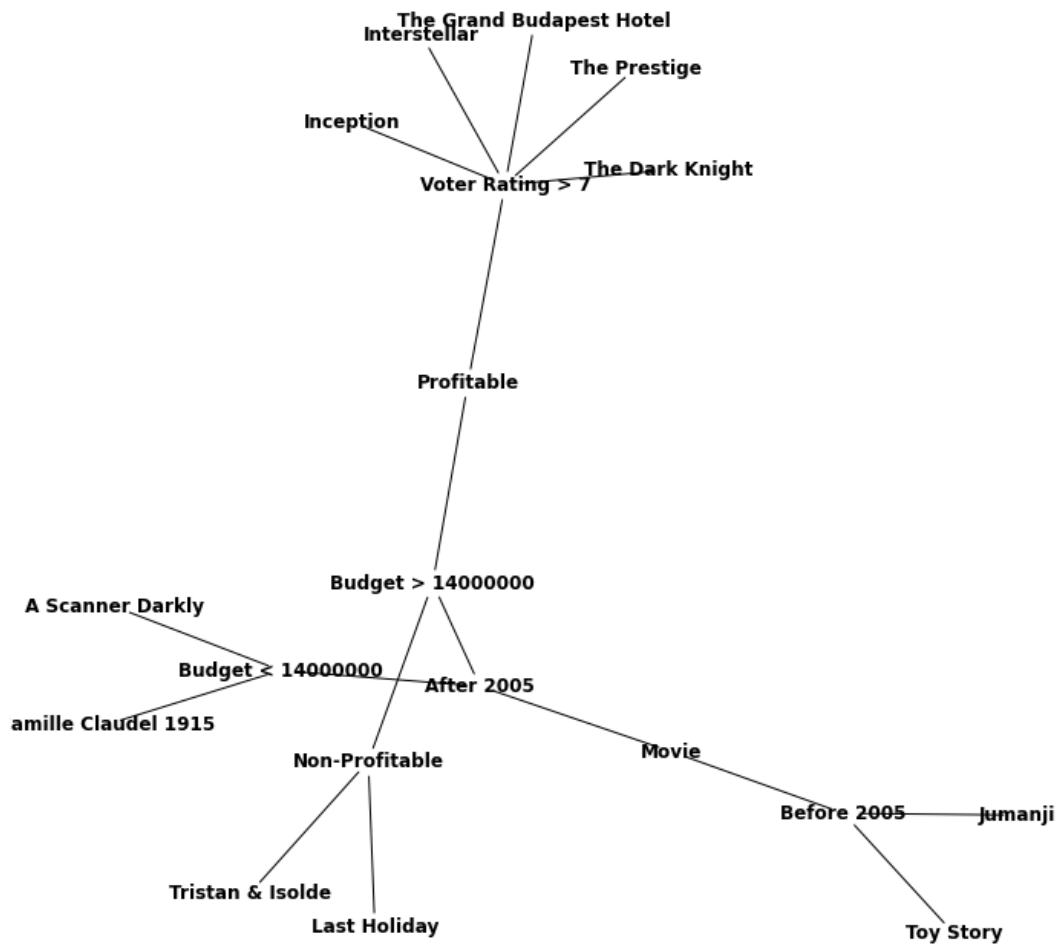 The Grand Budapest Hotel
Interstellar
The Prestige
Inception
The Dark Knight
Voter Rating > 7
Profitable
Budget > 14000000
A Scanner Darkly
Budget < 14000000
After 2005
amille Claudel 1915
Movie
Non-Profitable
Before 2005
Jumanji
Tristan & Isolde
Last Holiday
Toy Story